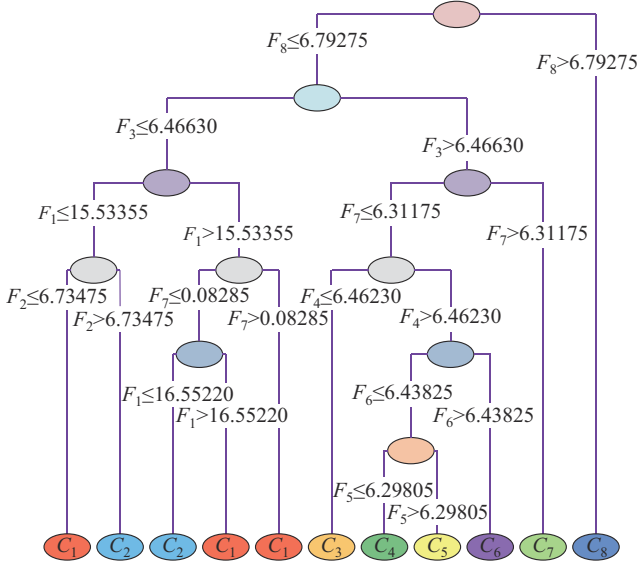 F₈≤6.79275
F₈>6.79275
F₃≤6.46630
F₃>6.46630
F₁≤15.53355
F₁>15.53355
F₇≤6.31175
F₇>6.31175
F₂≤6.73475
F₂>6.73475
F₇≤0.08285
F₇>0.08285
F₄≤6.46230
F₄>6.46230
F₁≤16.55220
F₁>16.55220
F₆≤6.43825
F₆>6.43825
F₅≤6.29805
F₅>6.29805
C₁ C₂ C₂ C₁ C₁ C₃ C₄ C₅ C₆ C₇ C₈